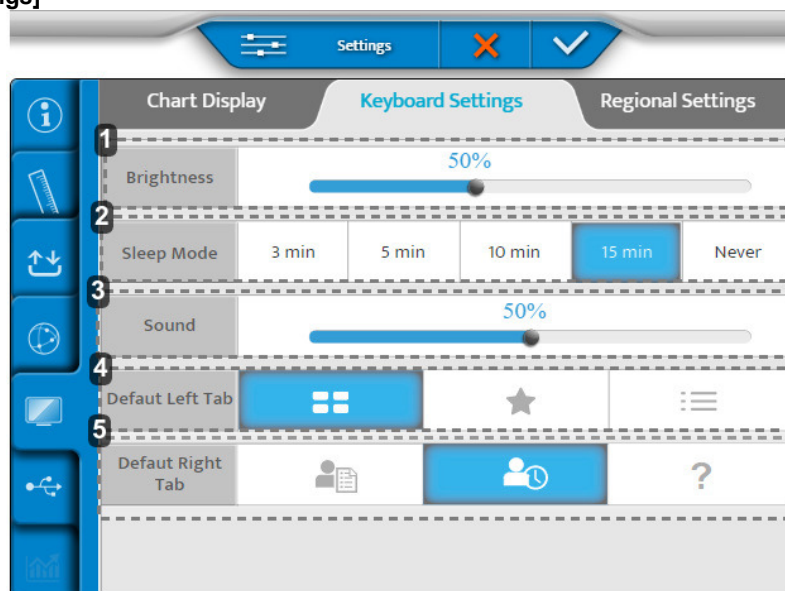 ngs]
Settings
Chart Display
Keyboard Settings
Regional Settings
1
50%
Brightness
2
Sleep Mode
3 min
5 min
10 min
15 min
Never
3
50%
Sound
4
Defaut Left Tab
5
Defaut Right
Tab
?